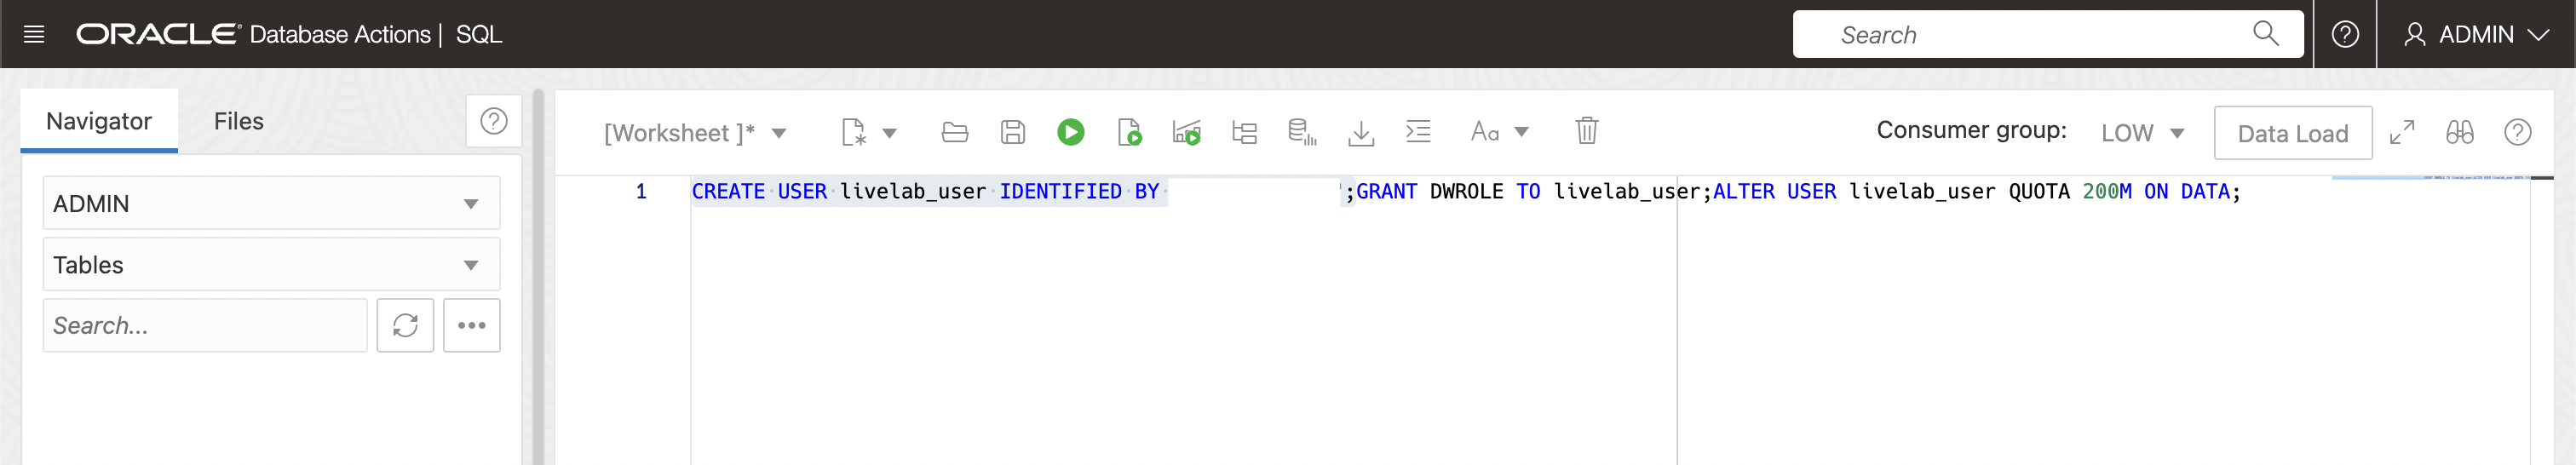 ORACLE Database Actions | SQL
Search
ADMIN
Navigator
Files
[Worksheet ]*
Aa
Consumer group:
LOW
Data Load
ADMIN
Tables
Search...
1
CREATE USER livelab_user IDENTIFIED BY ';GRANT DWROLE TO livelab_user;ALTER USER livelab_user QUOTA 200M ON DATA;